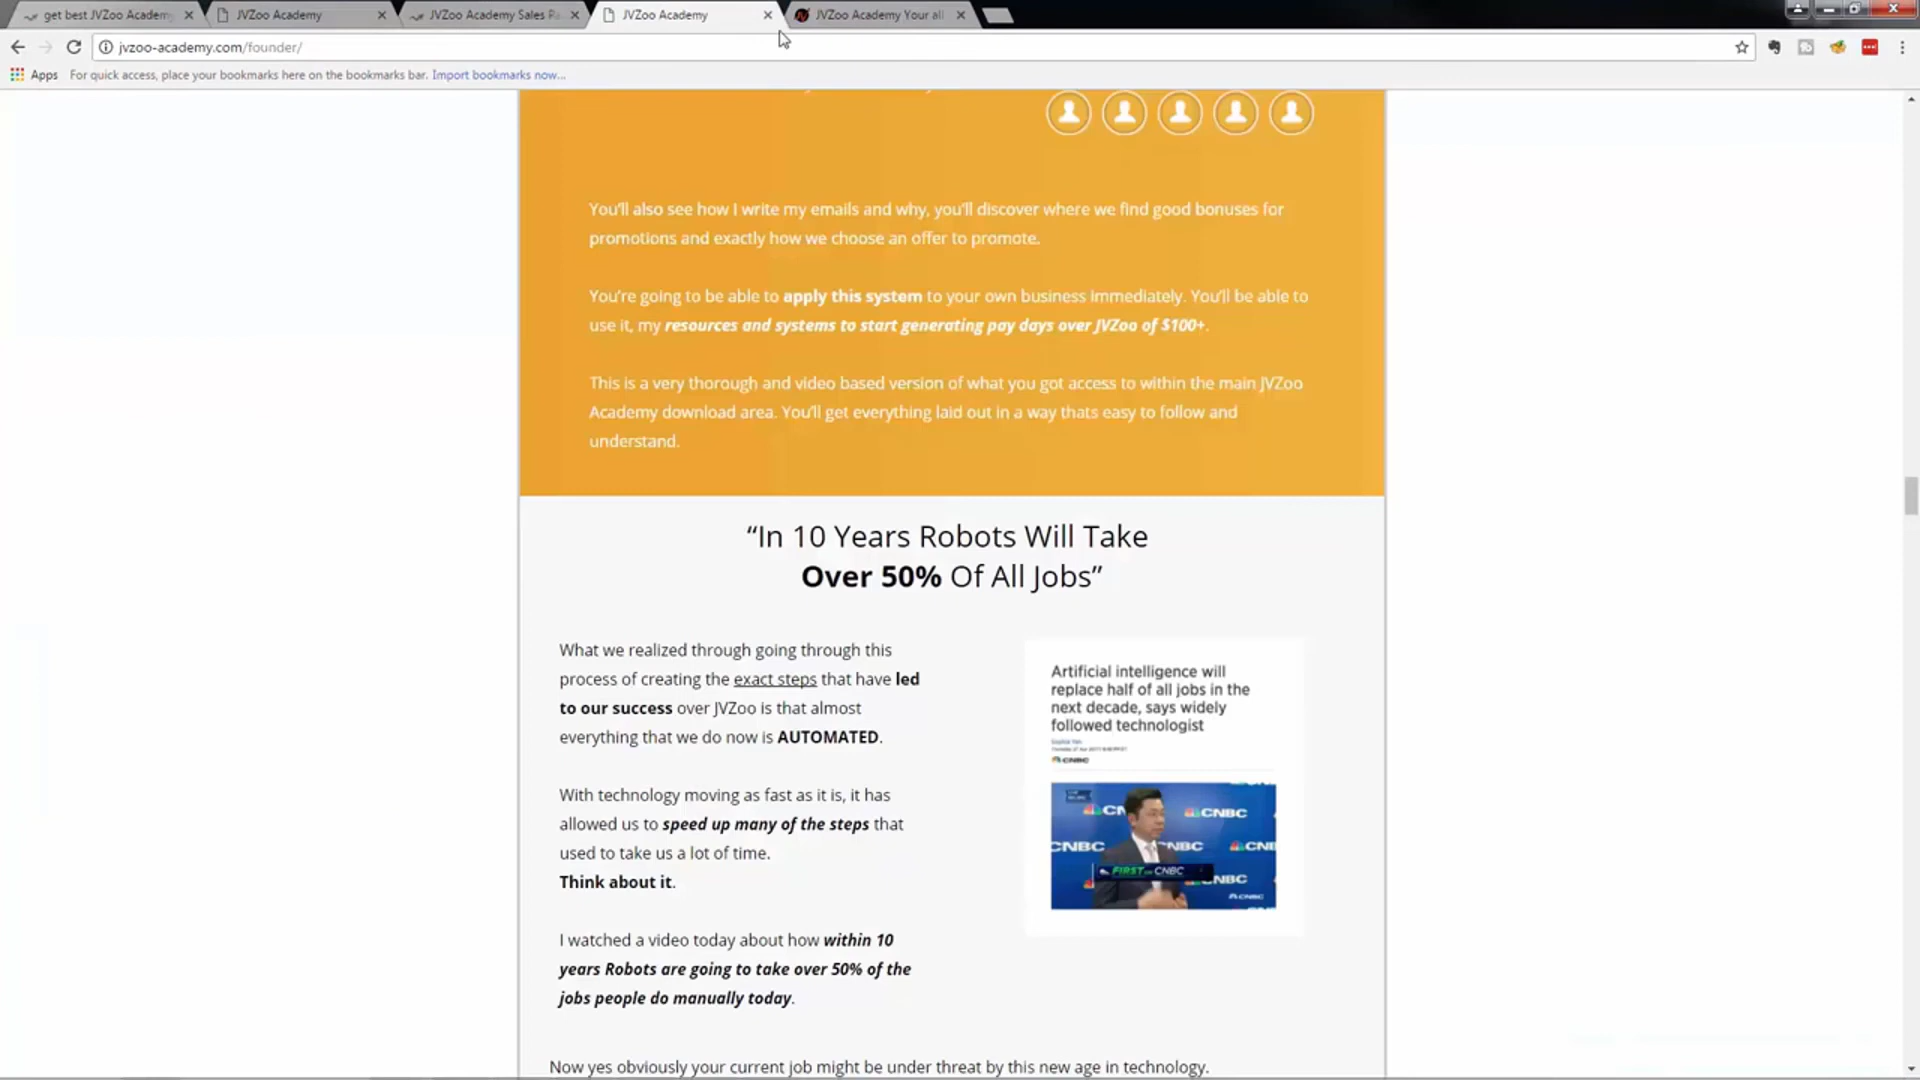 get best JVZoo Academy
JVZoo Academy
JVZoo Academy Sales Pa
JVZoo Academy
JVZoo Academy Your all
jvzoo-academy.com/founder/
Apps
For quick access, place your bookmarks here on the bookmarks bar. Import bookmarks now...
You'll also see how I write my emails and why, you'll discover where we find good bonuses for
promotions and exactly how we choose an offer to promote.
You're going to be able to apply this system to your own business immediately. You'll be able to
use it, my resources and systems to start generating pay days over JVZoo of $100+.
This is a very thorough and video based version of what you got access to within the main JVZoo
Academy download area. You'll get everything laid out in a way thats easy to follow and
understand.
“In 10 Years Robots Will Take
Over 50% Of All Jobs”
What we realized through going through this
process of creating the exact steps that have led
to our success over JVZoo is that almost
everything that we do now is AUTOMATED.
With technology moving as fast as it is, it has
allowed us to speed up many of the steps that
used to take us a lot of time.
Think about it.
I watched a video today about how within 10
years Robots are going to take over 50% of the
jobs people do manually today.
Artificial intelligence will
replace half of all jobs in the
next decade, says widely
followed technologist
CNBC
CNBC
CNBC
NBC
CNB
FIRST ON CNBC
NBC
CNBC
Now yes obviously your current job might be under threat by this new age in technology.